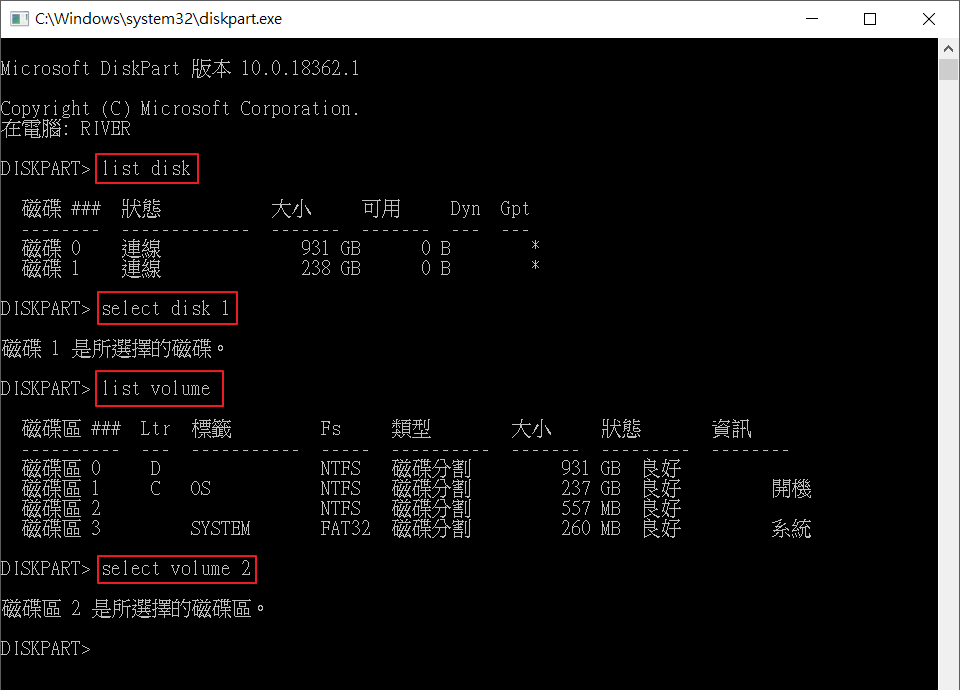 C:\Windows\system32\diskpart.exe
Microsoft DiskPart 版本 10.0.18362.1
Copyright (C) Microsoft Corporation.
在電腦: RIVER
DISKPART> list disk
磁碟 ###  狀態           大小     可用     Dyn  Gpt
--------  -------------  -------  -------  ---  ---
磁碟 0    連線            931 GB      0 B        *
磁碟 1    連線            238 GB      0 B        *
DISKPART> select disk 1
磁碟 1 是所選擇的磁碟。
DISKPART> list volume
磁碟區 ###  Ltr  標籤         Fs     類型        大小     狀態       資訊
----------  ---  -----------  -----  ----------  -------  ---------  --------
磁碟區 0     D                NTFS   磁碟分割         931 GB  良好
磁碟區 1     C   OS           NTFS   磁碟分割         237 GB  良好         開機
磁碟區 2                      NTFS   磁碟分割         557 MB  良好
磁碟區 3         SYSTEM       FAT32  磁碟分割         260 MB  良好         系統
DISKPART> select volume 2
磁碟區 2 是所選擇的磁碟區。
DISKPART>